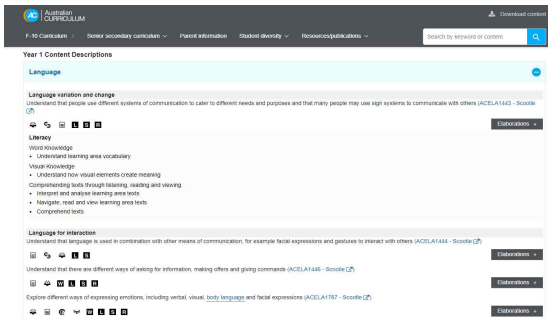 AC Australian
CURRICULUM
Download content
F-10 Curriculum
Senior secondary curriculum
Parent information
Student diversity
Resources/publications
Search by keyword or content
Year 1 Content Descriptions
Language
Language variation and change
Understand that people use different systems of communication to cater to different needs and purposes and that many people may use sign systems to communicate with others (ACELA1443 - Scootle
)
L S R
Elaborations +
Literacy
Word Knowledge
• Understand learning area vocabulary
Visual Knowledge
• Understand how visual elements create meaning
Comprehending texts through listening, reading and viewing
• Interpret and analyse learning area texts
• Navigate, read and view learning area texts
• Comprehend texts
Language for interaction
Understand that language is used in combination with other means of communication, for example facial expressions and gestures to interact with others (ACELA1444 - Scootle )
L S
Elaborations +
Understand that there are different ways of asking for information, making offers and giving commands (ACELA1446 - Scootle )
W L S R
Elaborations +
Explore different ways of expressing emotions, including verbal, visual, body language and facial expressions (ACELA1787 - Scootle )
W L S R
Elaborations +